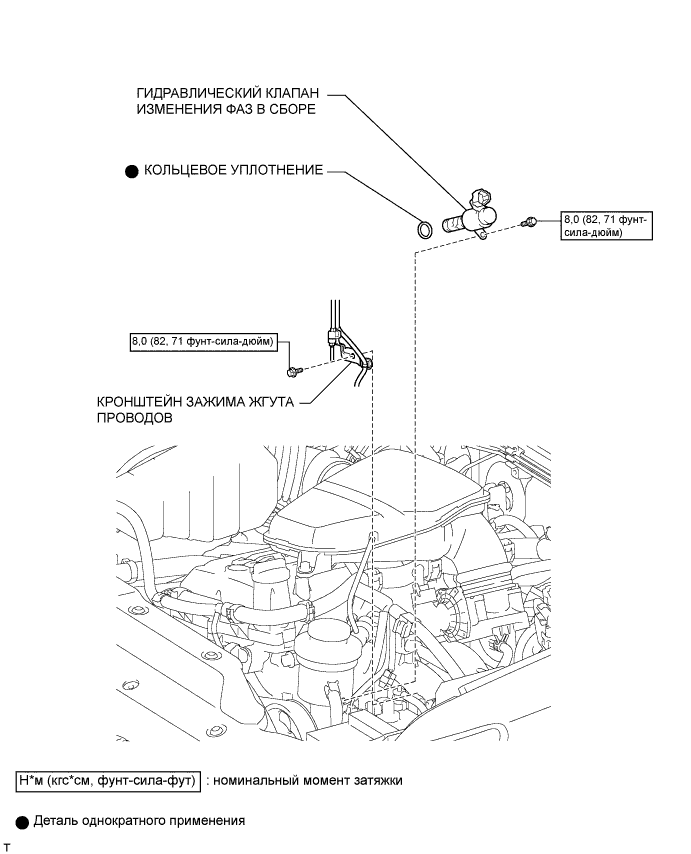 ГИДРАВЛИЧЕСКИЙ КЛАПАН
ИЗМЕНЕНИЯ ФАЗ В СБОРЕ
КОЛЬЦЕВОЕ УПЛОТНЕНИЕ
8,0 (82, 71 фунт-
сила-дюйм)
8,0 (82, 71 фунт-сила-дюйм)
КРОНШТЕЙН ЗАЖИМА ЖГУТА
ПРОВОДОВ
Н*м (кгс*см, фунт-сила-фут) : номинальный момент затяжки
Деталь однократного применения
T